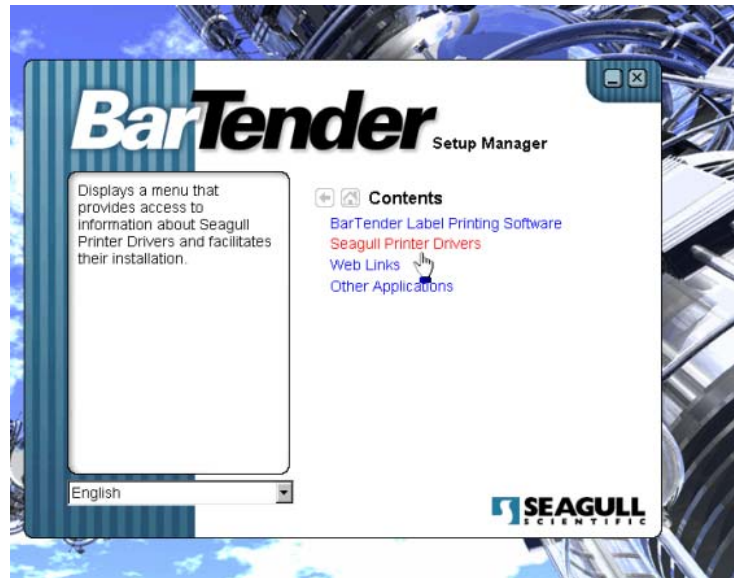 BarTender
Setup Manager
Displays a menu that
provides access to
information about Seagull
Printer Drivers and facilitates
their installation.
Contents
BarTender Label Printing Software
Seagull Printer Drivers
Web Links
Other Applications
English
SEAGULL
SCIENTIFIC